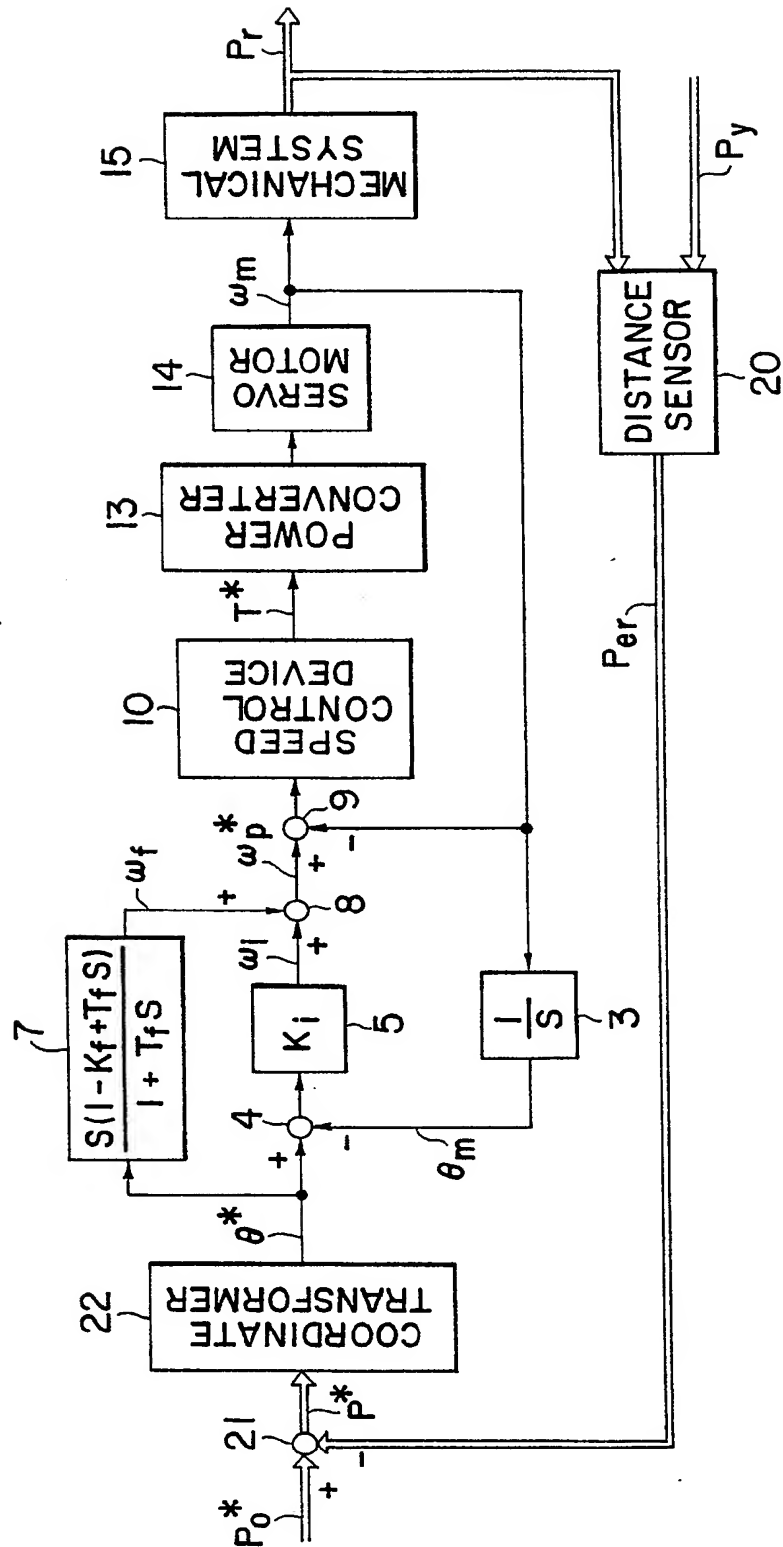 P₀*
+
-
21
P*
22
COORDINATE
TRANSFORMER
θ*
7
S(1-Kf+TfS)
1+TfS
ωf
+
-
4
θm
Ki
5
ωi
+
+
8
ωp*
+
-
9
10
SPEED
CONTROL
DEVICE
T*
13
POWER
CONVERTER
14
SERVO
MOTOR
ωm
15
MECHANICAL
SYSTEM
Pr
1
S
3
Per
DISTANCE
SENSOR
20
Py